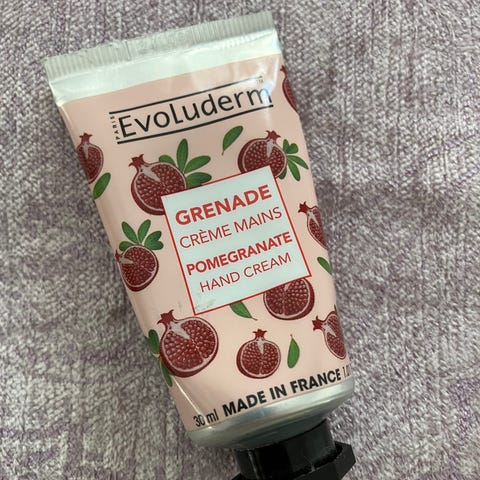 PARIS
EvoLuderm
GRENADE
CRÈME MAINS
POMEGRANATE
HAND CREAM
30 ml MADE IN FRANCE